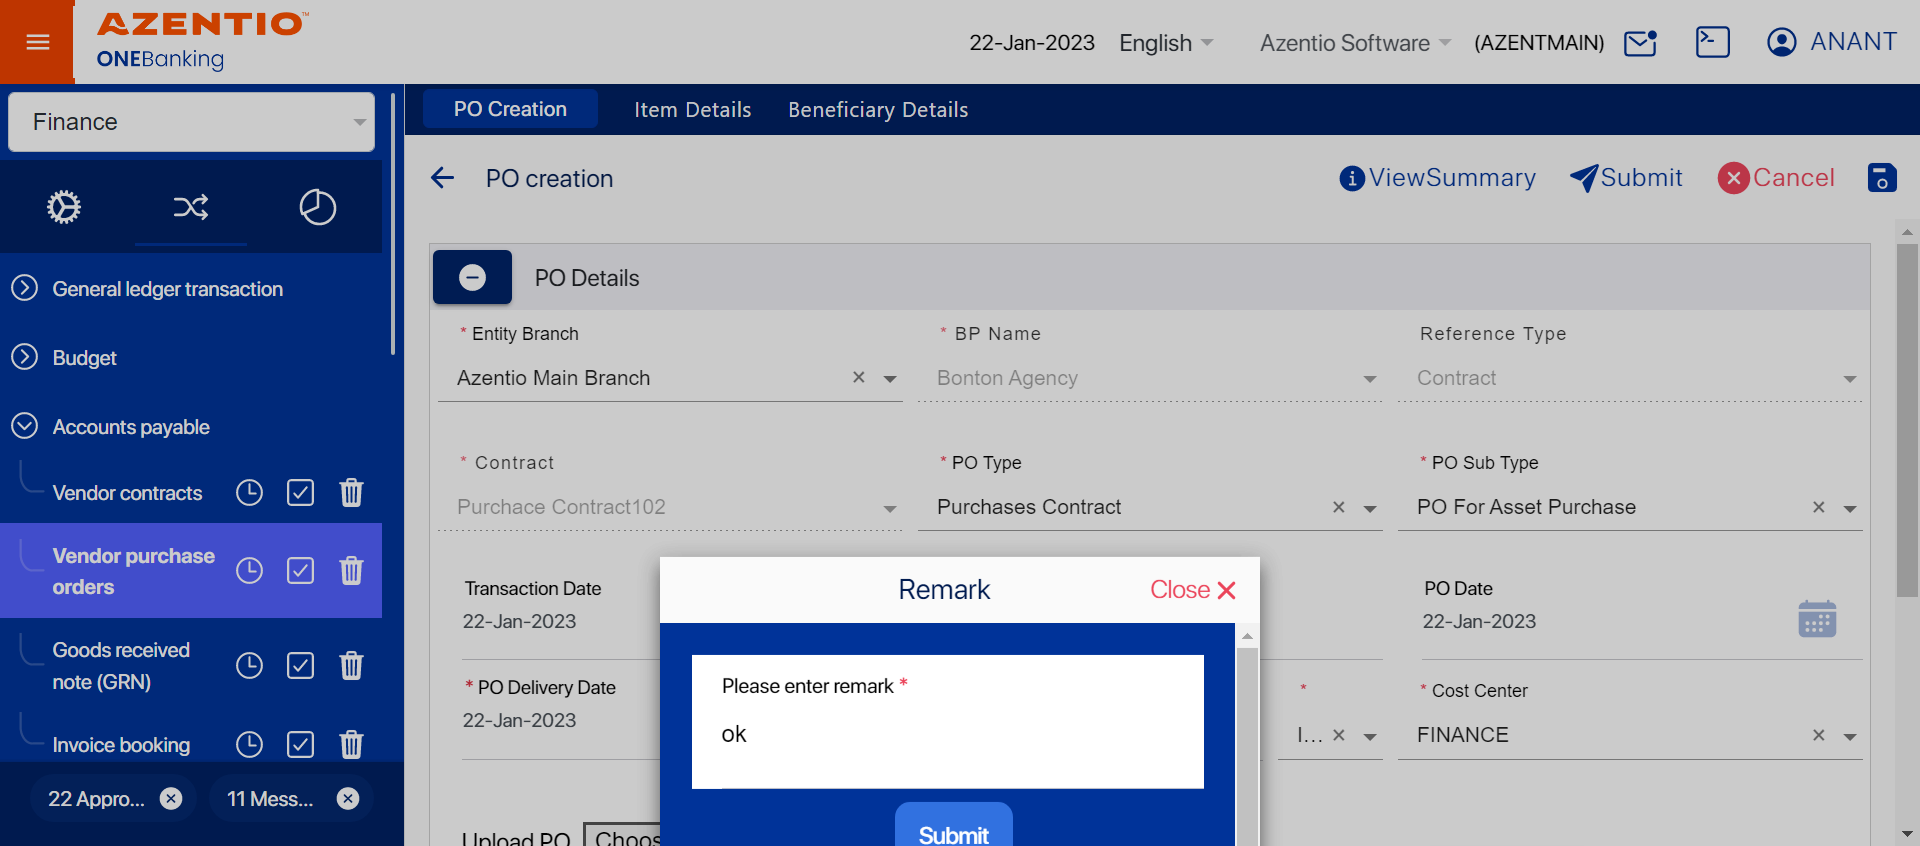 AZENTIO™
ONEBanking
22-Jan-2023 English Azentio Software (AZENTMAIN) ANANT
Finance
PO Creation Item Details Beneficiary Details
PO creation
ViewSummary Submit Cancel
General ledger transaction
Budget
Accounts payable
Vendor contracts
Vendor purchase
orders
Goods received
note (GRN)
Invoice booking
22 Appro... 11 Mess...
PO Details
* Entity Branch * BP Name Reference Type
Azentio Main Branch Bonton Agency Contract
* Contract * PO Type * PO Sub Type
Purchace Contract102 Purchases Contract PO For Asset Purchase
Transaction Date PO Date
22-Jan-2023 22-Jan-2023
* PO Delivery Date * * Cost Center
22-Jan-2023 I... FINANCE
Upload PO Choos
Remark Close
Please enter remark *
ok
Submit